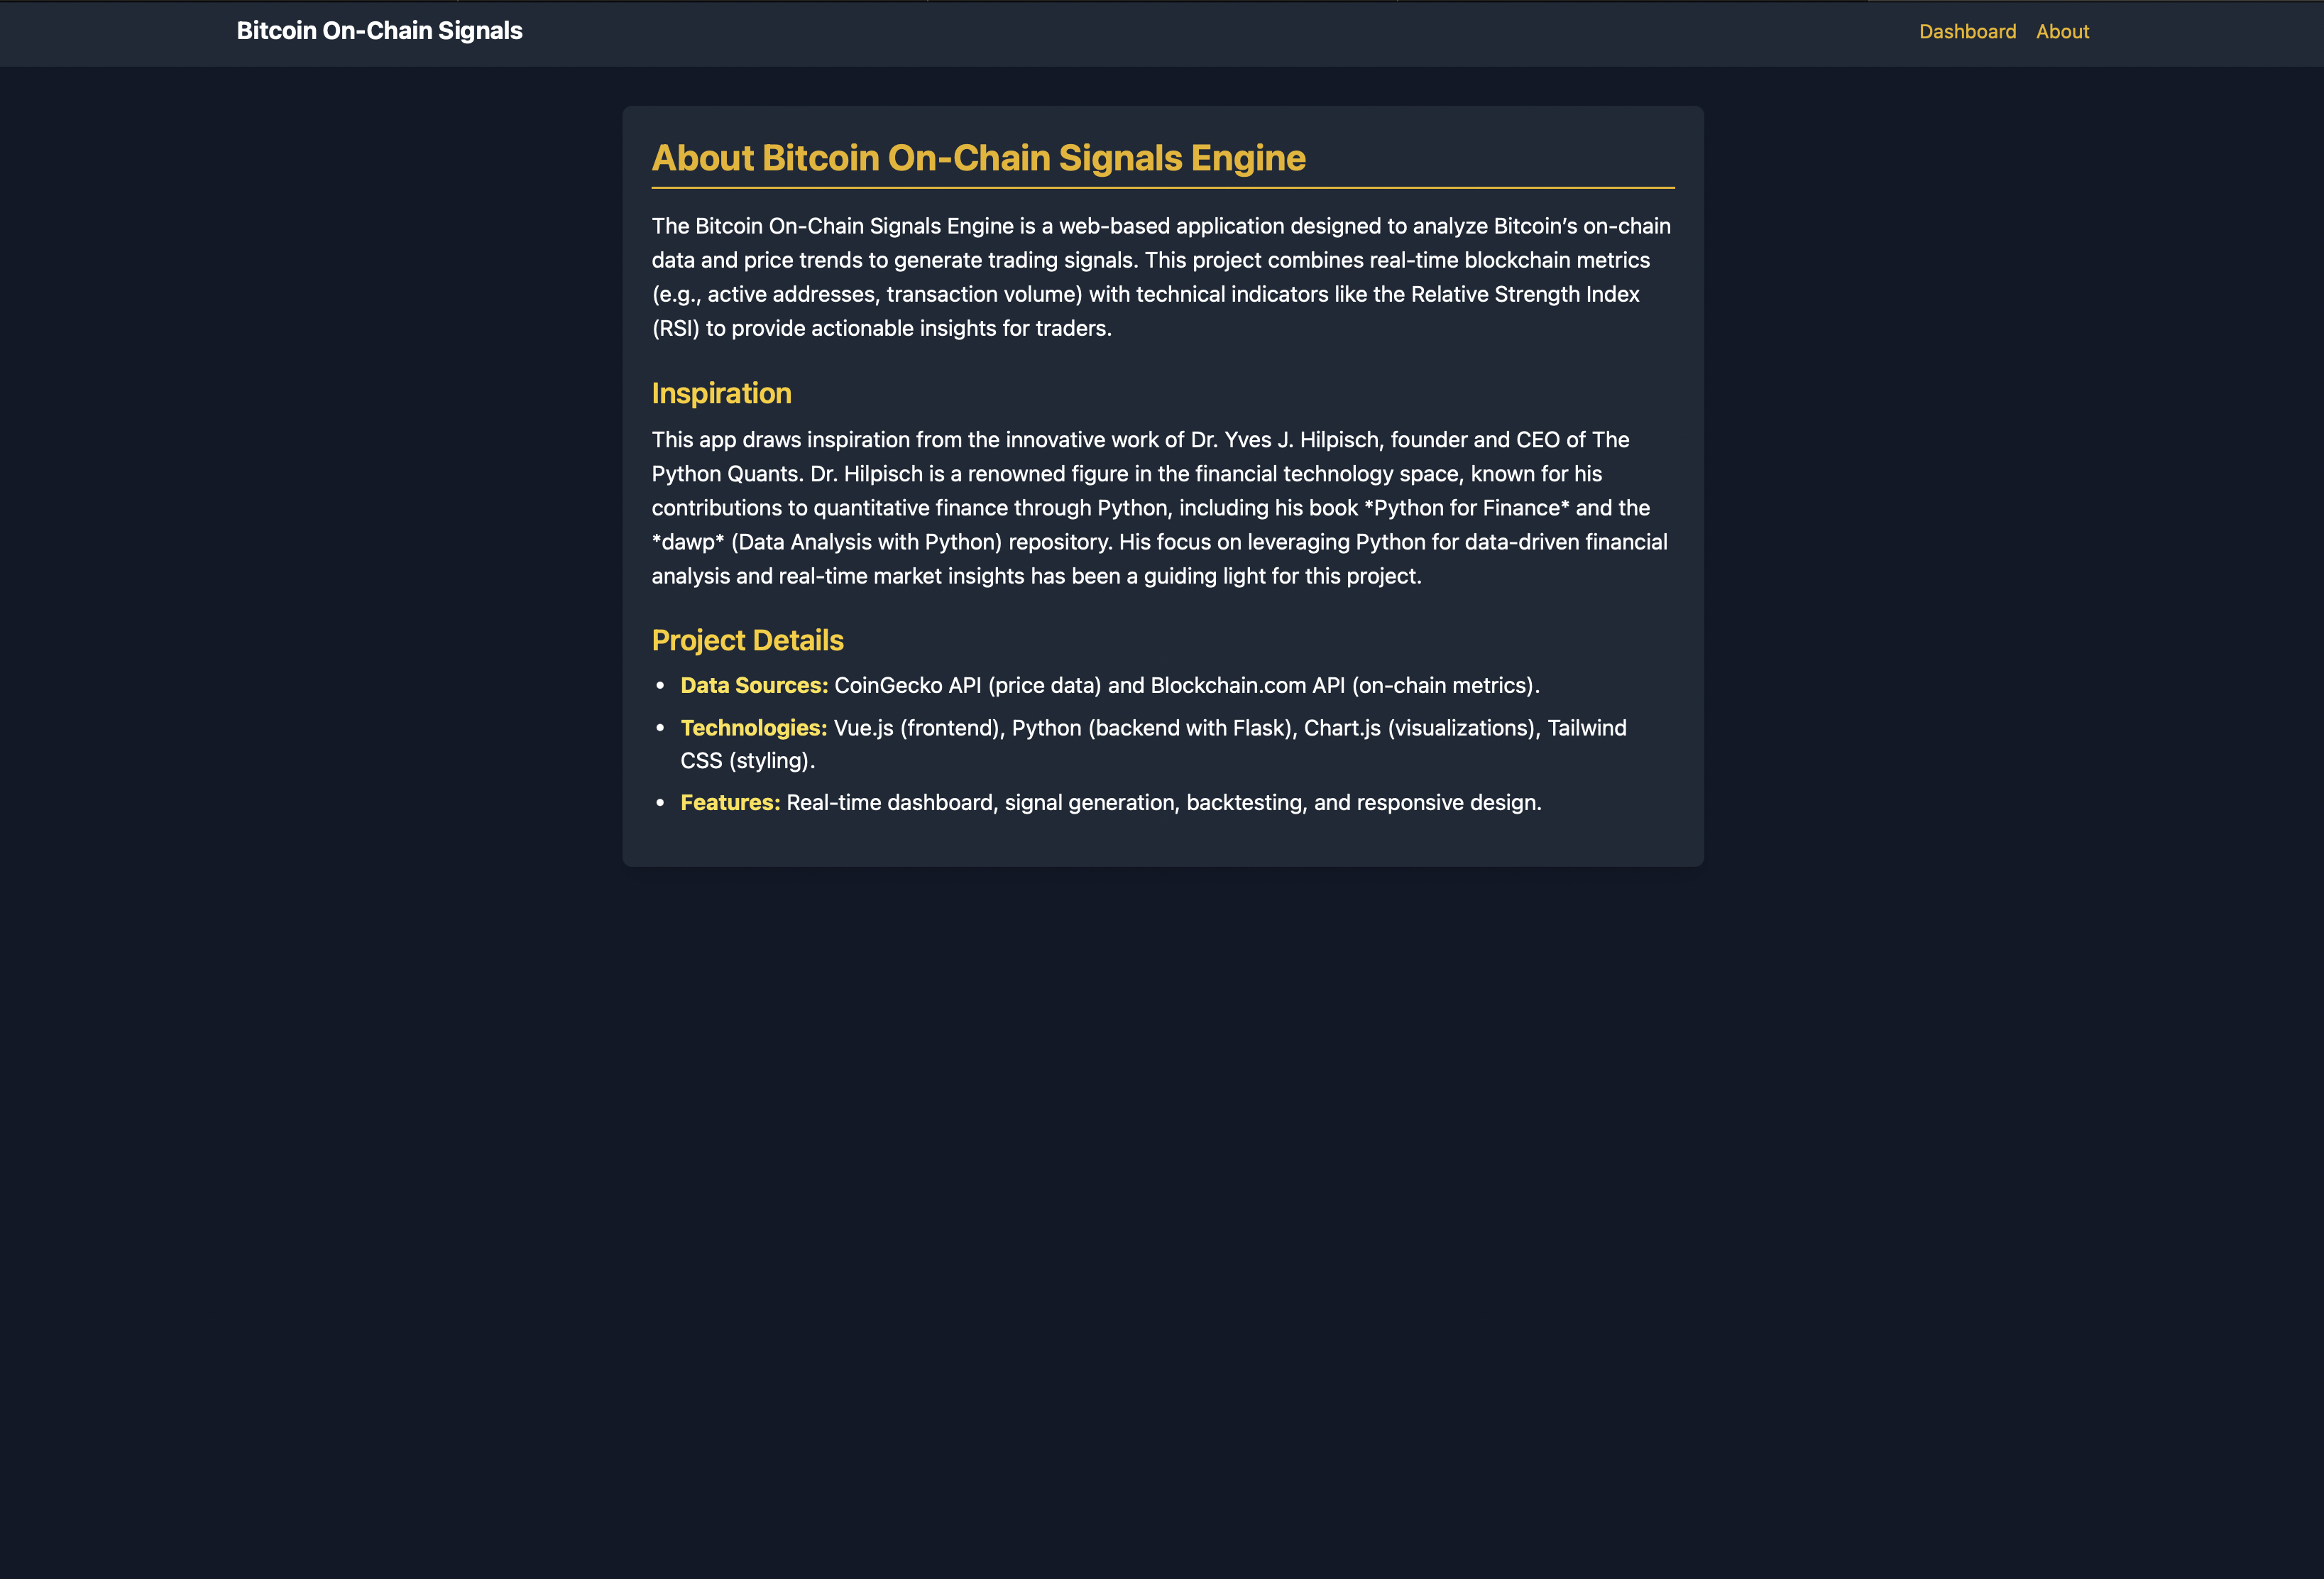 Bitcoin On-Chain Signals
Dashboard About
About Bitcoin On-Chain Signals Engine
The Bitcoin On-Chain Signals Engine is a web-based application designed to analyze Bitcoin’s on-chain
data and price trends to generate trading signals. This project combines real-time blockchain metrics
(e.g., active addresses, transaction volume) with technical indicators like the Relative Strength Index
(RSI) to provide actionable insights for traders.
Inspiration
This app draws inspiration from the innovative work of Dr. Yves J. Hilpisch, founder and CEO of The
Python Quants. Dr. Hilpisch is a renowned figure in the financial technology space, known for his
contributions to quantitative finance through Python, including his book *Python for Finance* and the
*dawp* (Data Analysis with Python) repository. His focus on leveraging Python for data-driven financial
analysis and real-time market insights has been a guiding light for this project.
Project Details
• Data Sources: CoinGecko API (price data) and Blockchain.com API (on-chain metrics).
• Technologies: Vue.js (frontend), Python (backend with Flask), Chart.js (visualizations), Tailwind
CSS (styling).
• Features: Real-time dashboard, signal generation, backtesting, and responsive design.